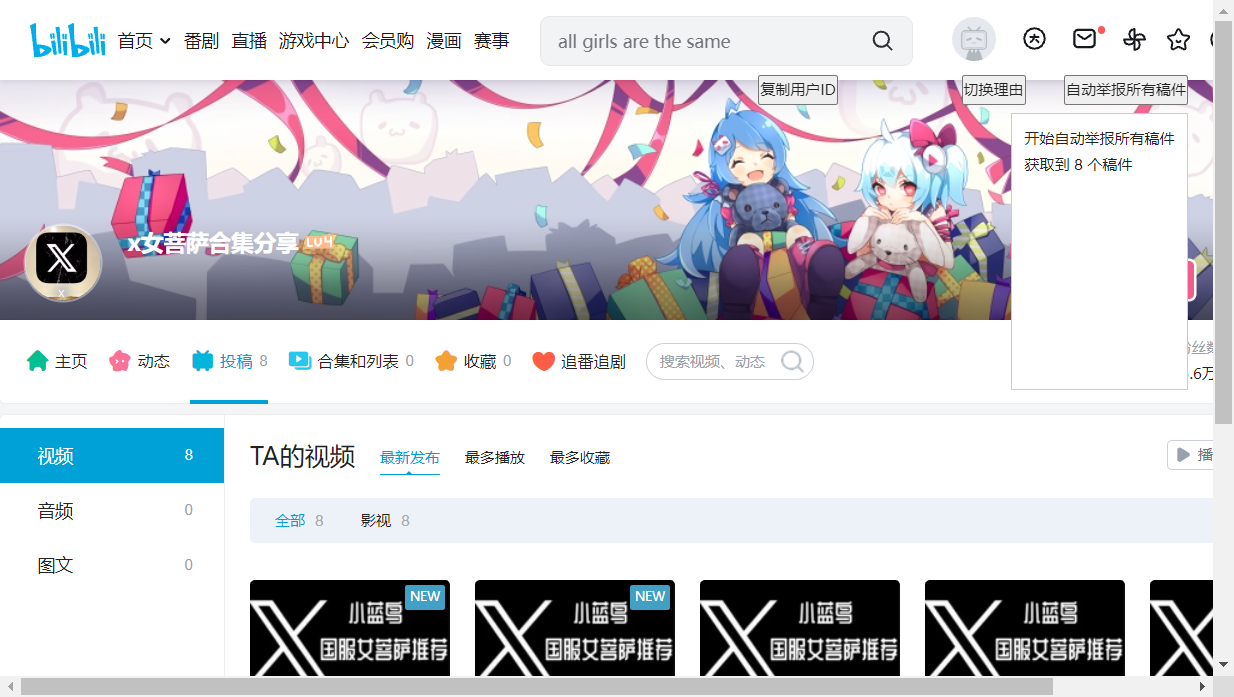 bilibili 首页 番剧 直播 游戏中心 会员购 漫画 赛事 all girls are the same
复制用户ID 切换理由 自动举报所有稿件
开始自动举报所有稿件
获取到 8 个稿件
x女菩萨合集分享 LV4
X
主页 动态 投稿 8 合集和列表 0 收藏 0 追番追剧 搜索视频、动态
丝数
.6万
视频 8
音频 0
图文 0
TA的视频 最新发布 最多播放 最多收藏 播
全部 8 影视 8
NEW NEW
小蓝鸟 小蓝鸟 小蓝鸟 小蓝鸟
国服女菩萨推荐 国服女菩萨推荐 国服女菩萨推荐 国服女菩萨推荐